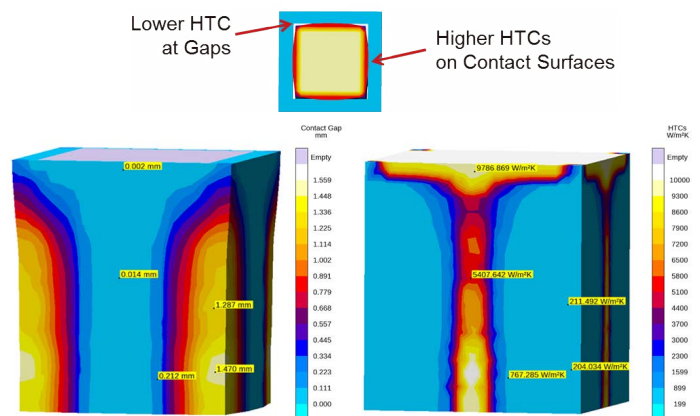 Lower HTC
at Gaps
Higher HTCs
on Contact Surfaces
Contact Gap
mm
Empty
1.559
1.448
1.336
1.225
1.114
1.002
0.891
0.779
0.668
0.557
0.445
0.334
0.223
0.111
0.000
0.002 mm
0.014 mm
1.287 mm
1.470 mm
0.212 mm
HTCs
W/m²K
Empty
10000
9300
8600
7900
7200
6500
5800
5100
4400
3700
3000
2300
1599
899
199
9786.869 W/m²K
5407.642 W/m²K
211.492 W/m²K
204.034 W/m²K
767.285 W/m²K